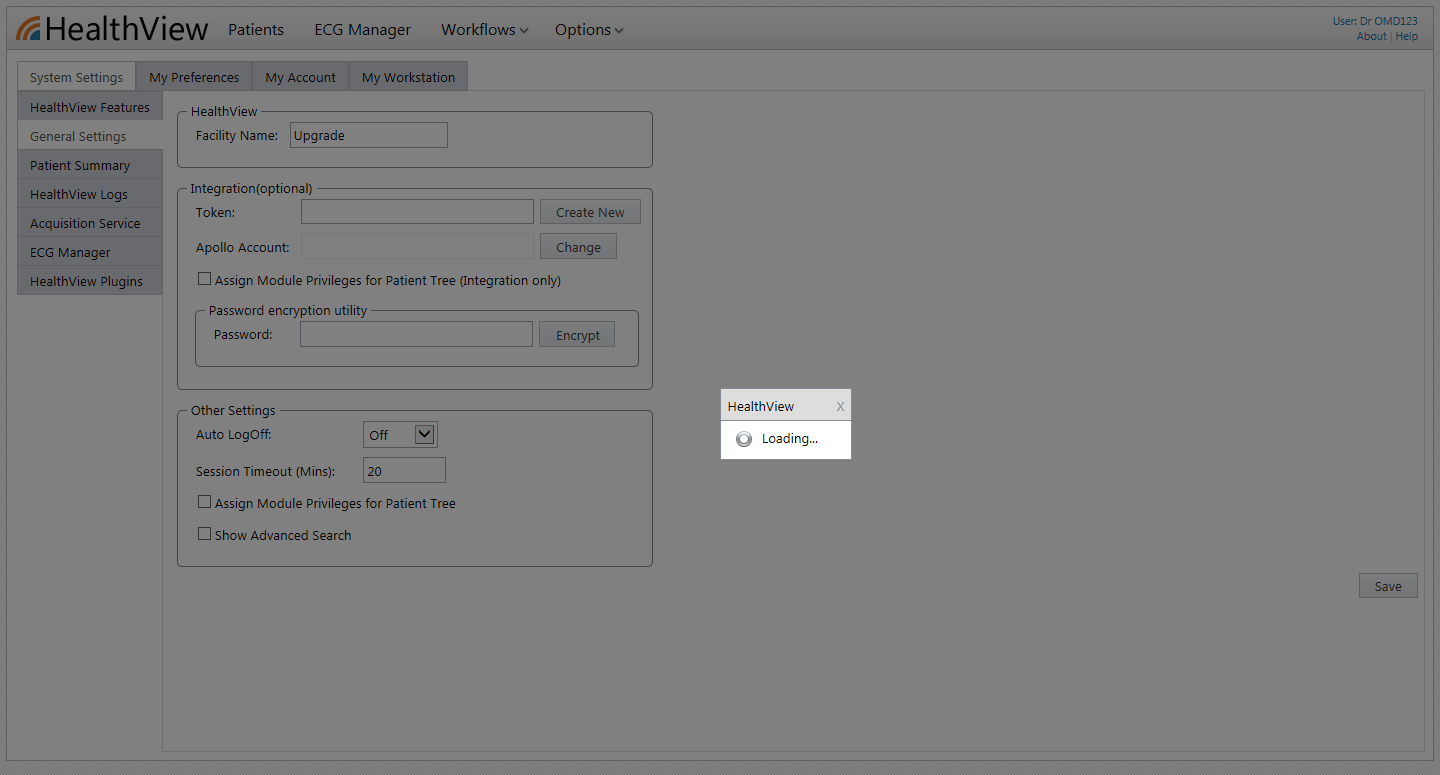 HealthView Patients ECG Manager Workflows Options
User: Dr OMD123
About | Help
System Settings My Preferences My Account My Workstation
HealthView Features
General Settings
Patient Summary
HealthView Logs
Acquisition Service
ECG Manager
HealthView Plugins
HealthView
Facility Name: Upgrade
Integration(optional)
Token: Create New
Apollo Account: Change
Assign Module Privileges for Patient Tree (Integration only)
Password encryption utility
Password: Encrypt
Other Settings
Auto LogOff: Off
Session Timeout (Mins): 20
Assign Module Privileges for Patient Tree
Show Advanced Search
HealthView X
Loading...
Save